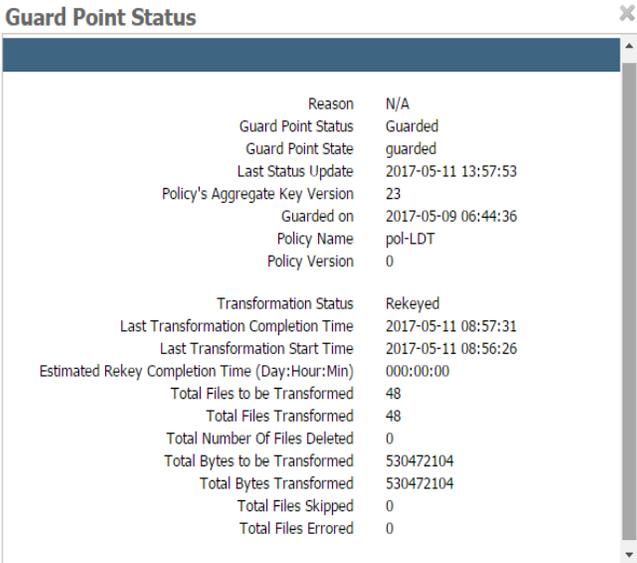 Guard Point Status
Reason N/A
Guard Point Status Guarded
Guard Point State guarded
Last Status Update 2017-05-11 13:57:53
Policy's Aggregate Key Version 23
Guarded on 2017-05-09 06:44:36
Policy Name pol-LDT
Policy Version 0
Transformation Status Rekeyed
Last Transformation Completion Time 2017-05-11 08:57:31
Last Transformation Start Time 2017-05-11 08:56:26
Estimated Rekey Completion Time (Day:Hour:Min) 000:00:00
Total Files to be Transformed 48
Total Files Transformed 48
Total Number Of Files Deleted 0
Total Bytes to be Transformed 530472104
Total Bytes Transformed 530472104
Total Files Skipped 0
Total Files Errored 0